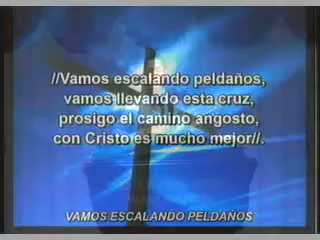 //Vamos escalando peldaños,
vamos llevando esta cruz,
prosigo el camino angosto,
con Cristo es mucho mejor//.
VAMOS ESCALANDO PELDAÑOS